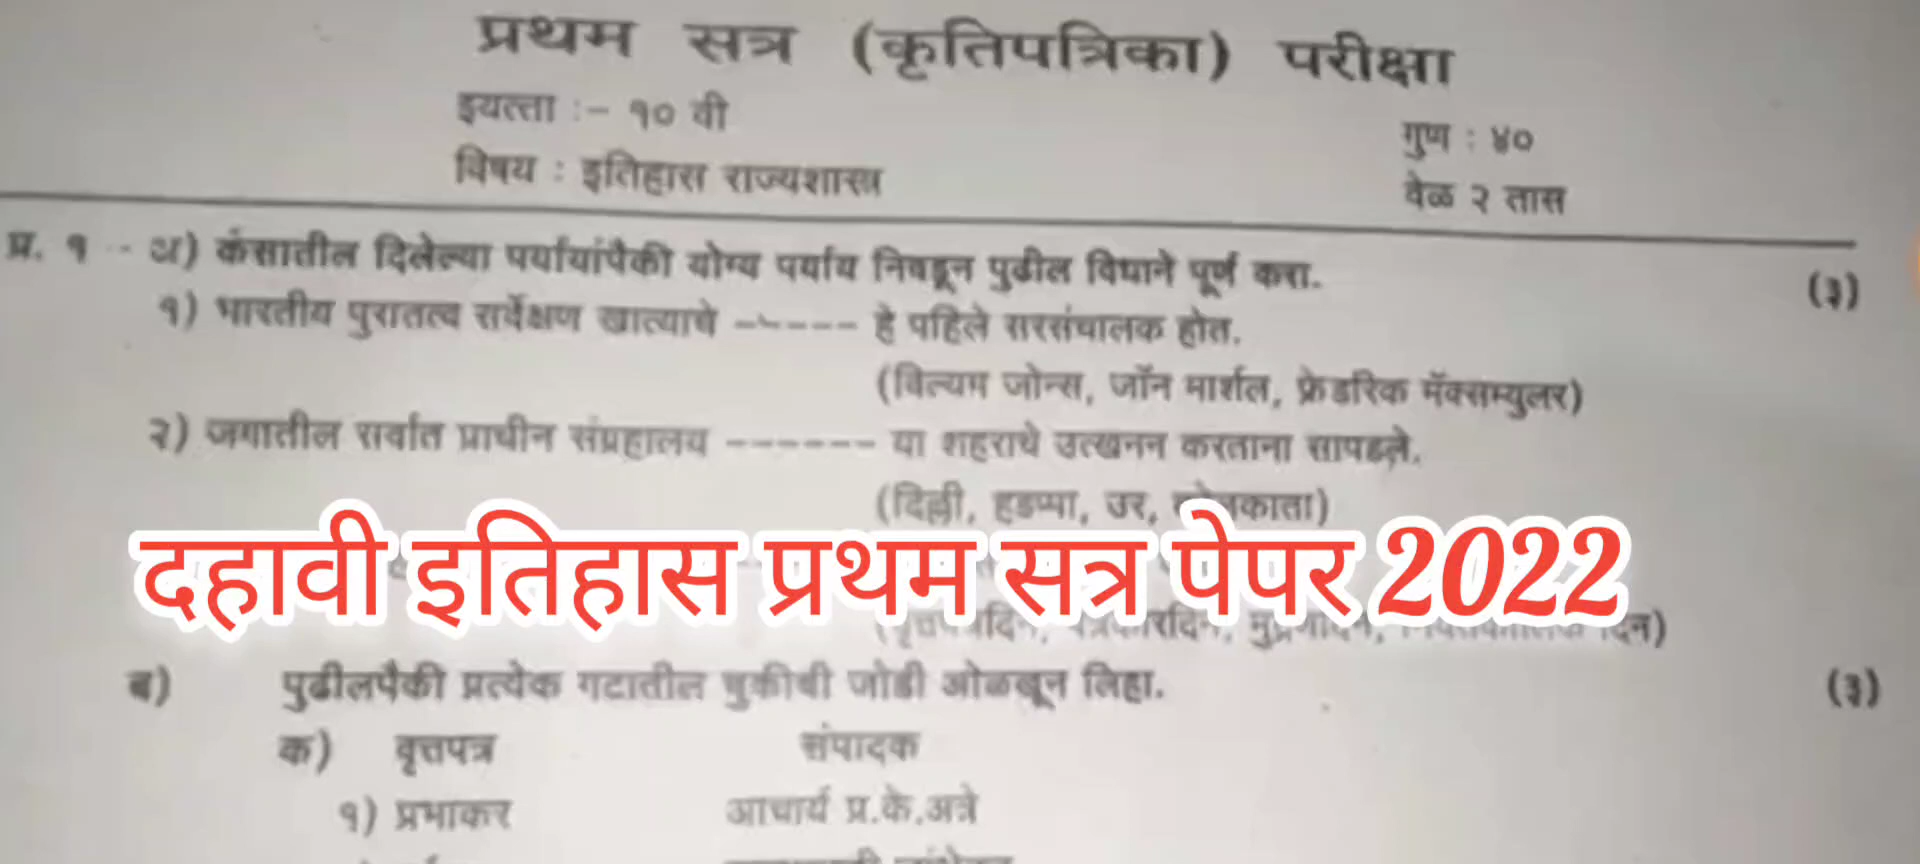 प्रथम सत्र (कृतिपत्रिका) परीक्षा
इयत्ता :- १० वी
गुण : ४०
विषय : इतिहास राज्यशास्त्र
वेळ २ तास
प्र. १ - अ) कंसातील दिलेल्या पर्यायांपैकी योग्य पर्याय निवडून पुढील विधाने पूर्ण करा. (३)
१) भारतीय पुरातत्व सर्वेक्षण खात्याचे ------ हे पहिले सरसंचालक होत.
(विल्यम जोन्स, जॉन मार्शल, फ्रेडरिक मॅक्सम्युलर)
२) जगातील सर्वात प्राचीन संग्रहालय ------ या शहराचे उत्खनन करताना सापडले.
(दिल्ली, हडप्पा, उर,
दहावी इतिहास प्रथम सत्र पेपर 2022
ब) पुढीलपैकी प्रत्येक गटातील चुकीची जोडी ओळखून लिहा. (३)
क) वृत्तपत्र संपादक
१) प्रभाकर आचार्य प्र.के.अत्रे